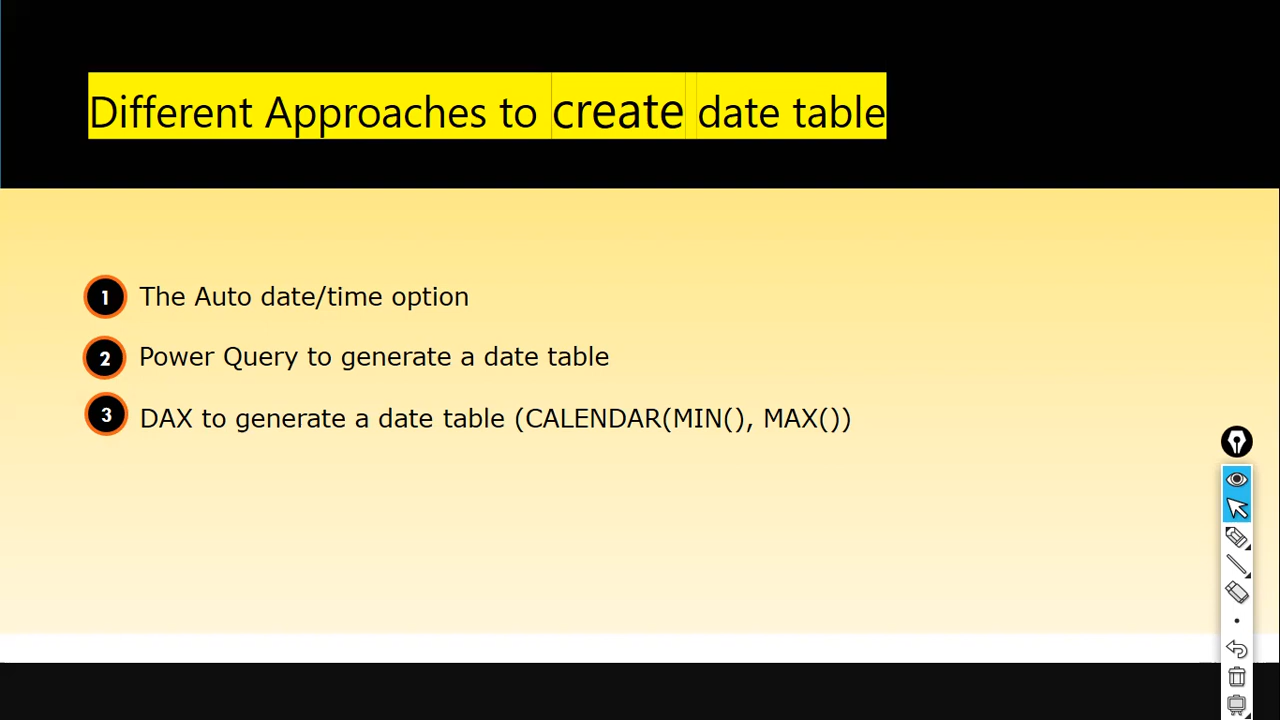 Different Approaches to create date table
1 The Auto date/time option
2 Power Query to generate a date table
3 DAX to generate a date table (CALENDAR(MIN(), MAX())